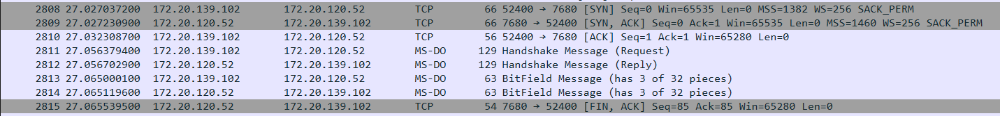 2808 27.027037200 172.20.139.102 172.20.120.52 TCP 66 52400 → 7680 [SYN] Seq=0 Win=65535 Len=0 MSS=1382 WS=256 SACK_PERM
2809 27.027230900 172.20.120.52 172.20.139.102 TCP 66 7680 → 52400 [SYN, ACK] Seq=0 Ack=1 Win=65535 Len=0 MSS=1460 WS=256 SACK_PERM
2810 27.032308700 172.20.139.102 172.20.120.52 TCP 56 52400 → 7680 [ACK] Seq=1 Ack=1 Win=65280 Len=0
2811 27.056379400 172.20.139.102 172.20.120.52 MS-DO 129 Handshake Message (Request)
2812 27.056702900 172.20.120.52 172.20.139.102 MS-DO 129 Handshake Message (Reply)
2813 27.065000100 172.20.139.102 172.20.120.52 MS-DO 63 BitField Message (has 3 of 32 pieces)
2814 27.065119600 172.20.120.52 172.20.139.102 MS-DO 63 BitField Message (has 3 of 32 pieces)
2815 27.065539500 172.20.120.52 172.20.139.102 TCP 54 7680 → 52400 [FIN, ACK] Seq=85 Ack=85 Win=65280 Len=0